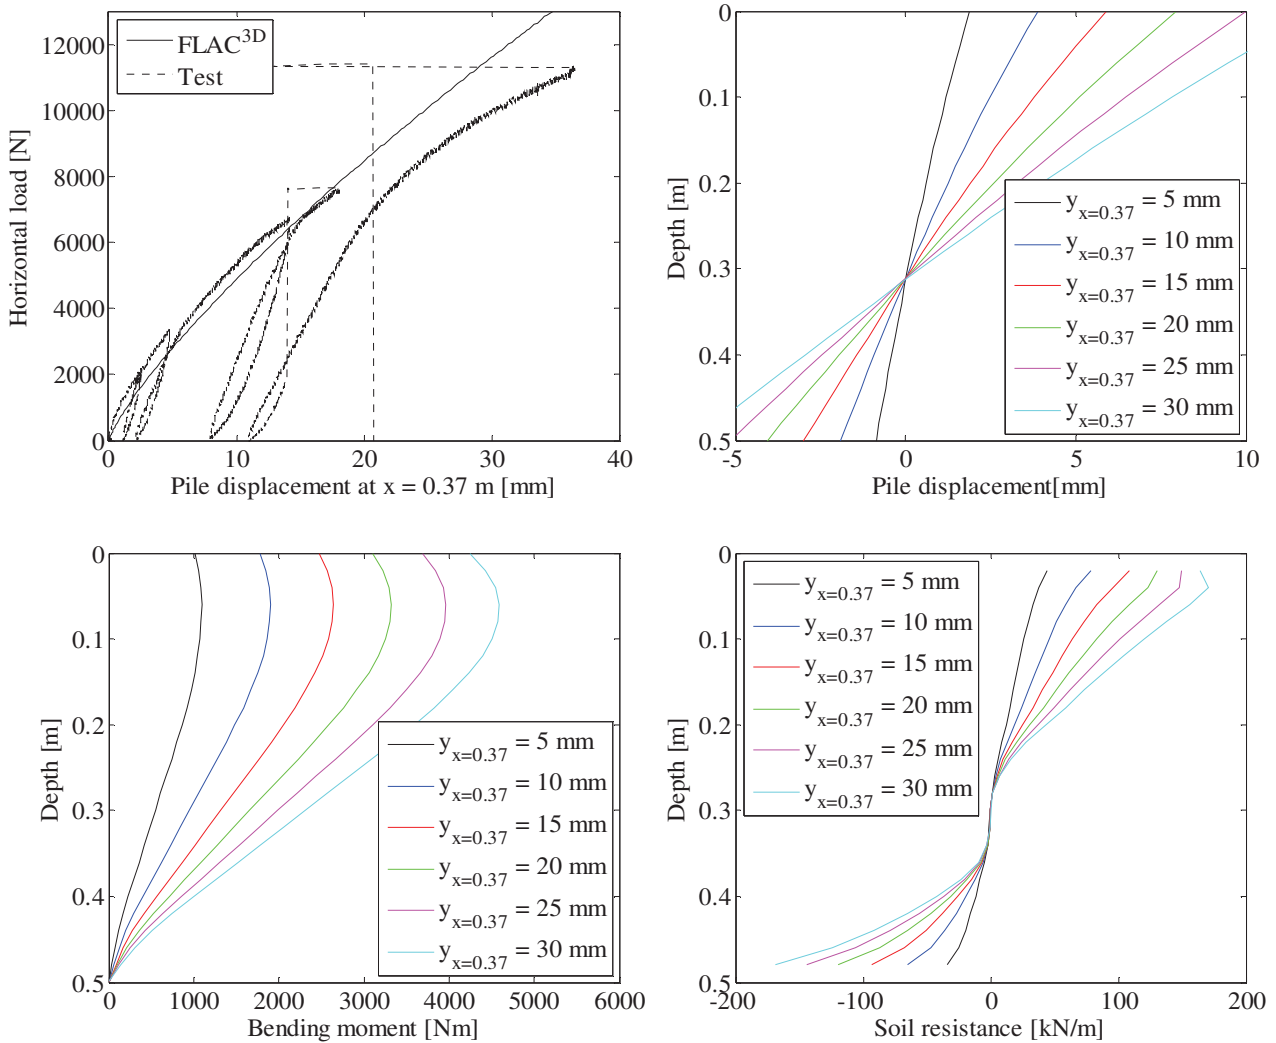 12000
10000
8000
6000
4000
2000
0
Horizontal load [N]
FLAC3D
Test
0 10 20 30 40
Pile displacement at x = 0.37 m [mm]
0
0.1
0.2
0.3
0.4
0.5
Depth [m]
yx=0.37 = 5 mm
yx=0.37 = 10 mm
yx=0.37 = 15 mm
yx=0.37 = 20 mm
yx=0.37 = 25 mm
yx=0.37 = 30 mm
-5 0 5 10
Pile displacement[mm]
0
0.1
0.2
0.3
0.4
0.5
Depth [m]
yx=0.37 = 5 mm
yx=0.37 = 10 mm
yx=0.37 = 15 mm
yx=0.37 = 20 mm
yx=0.37 = 25 mm
yx=0.37 = 30 mm
0 1000 2000 3000 4000 5000 6000
Bending moment [Nm]
0
0.1
0.2
0.3
0.4
0.5
Depth [m]
yx=0.37 = 5 mm
yx=0.37 = 10 mm
yx=0.37 = 15 mm
yx=0.37 = 20 mm
yx=0.37 = 25 mm
yx=0.37 = 30 mm
-200 -100 0 100 200
Soil resistance [kN/m]